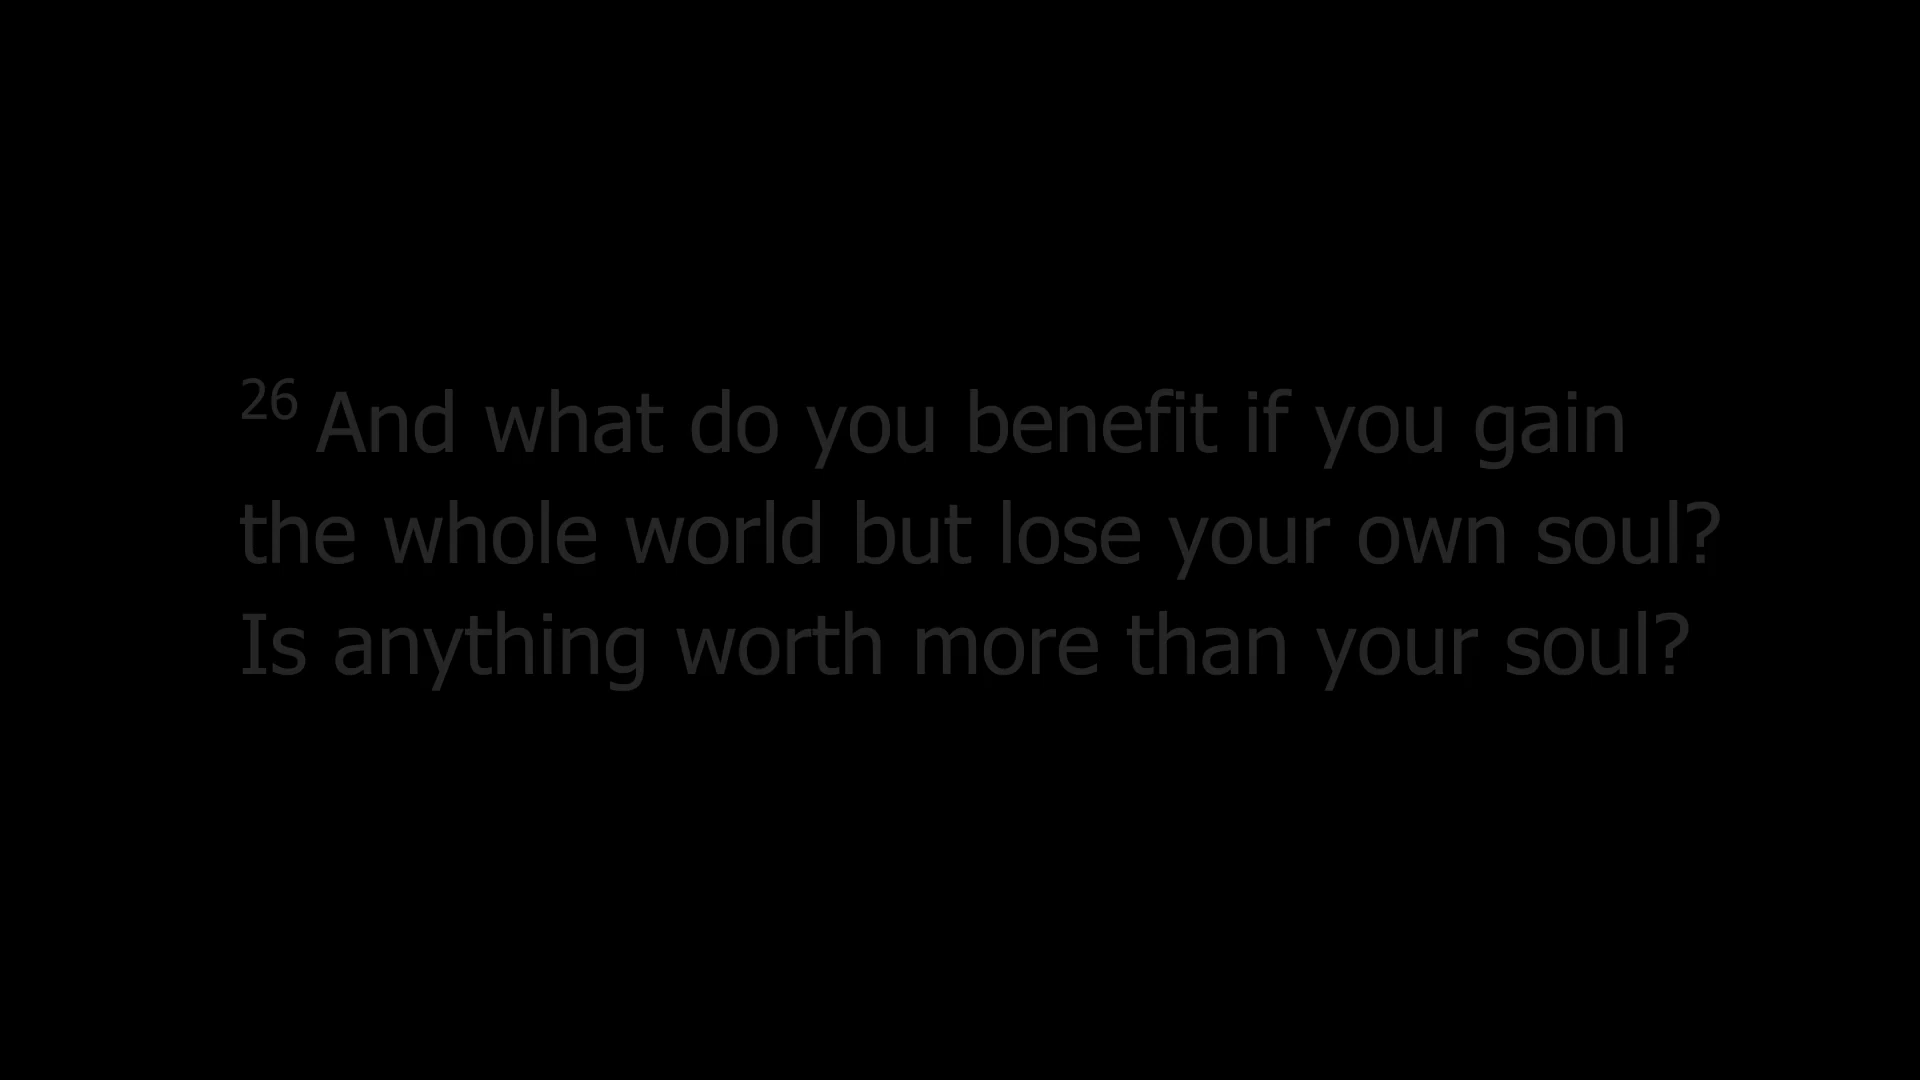 26 And what do you benefit if you gain
the whole world but lose your own soul?
Is anything worth more than your soul?